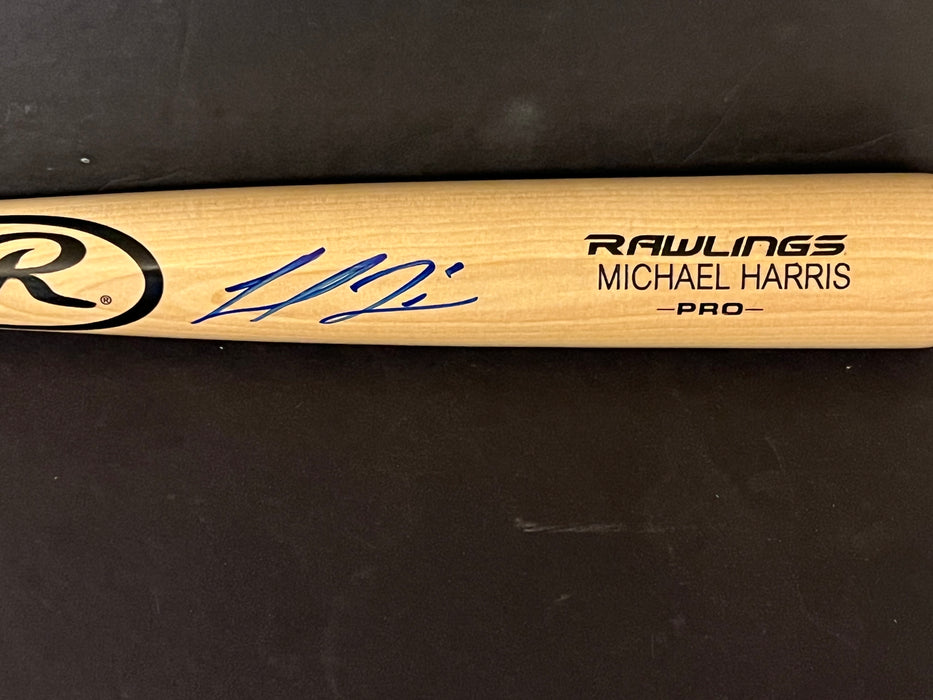 R®
RAWLINGS
MICHAEL HARRIS
-PRO-